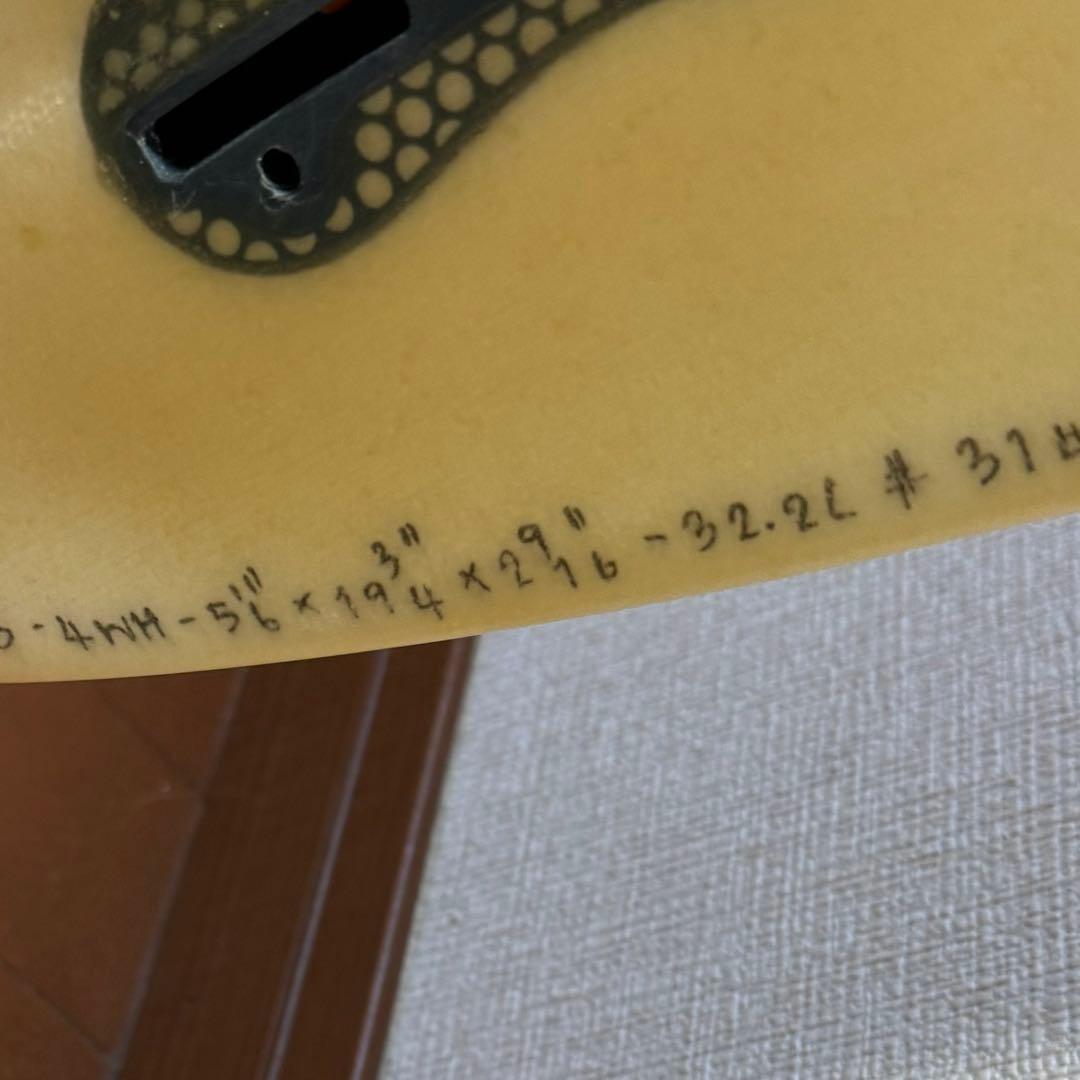 - 4WH - 5'6" × 19 3/4" × 2 9/16" - 32.2L # 31